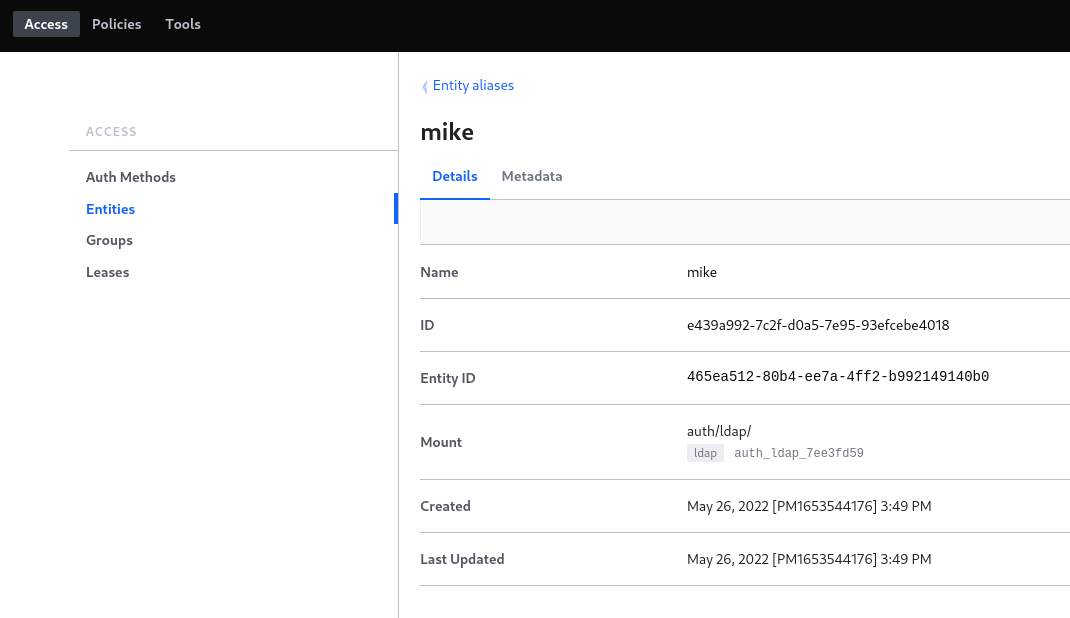 Access Policies Tools
Entity aliases
ACCESS
mike
Auth Methods
Entities
Groups
Leases
Details Metadata
Name mike
ID e439a992-7c2f-d0a5-7e95-93efcebe4018
Entity ID 465ea512-80b4-ee7a-4ff2-b992149140b0
Mount auth/ldap/
ldap auth_ldap_7ee3fd59
Created May 26, 2022 [PM1653544176] 3:49 PM
Last Updated May 26, 2022 [PM1653544176] 3:49 PM